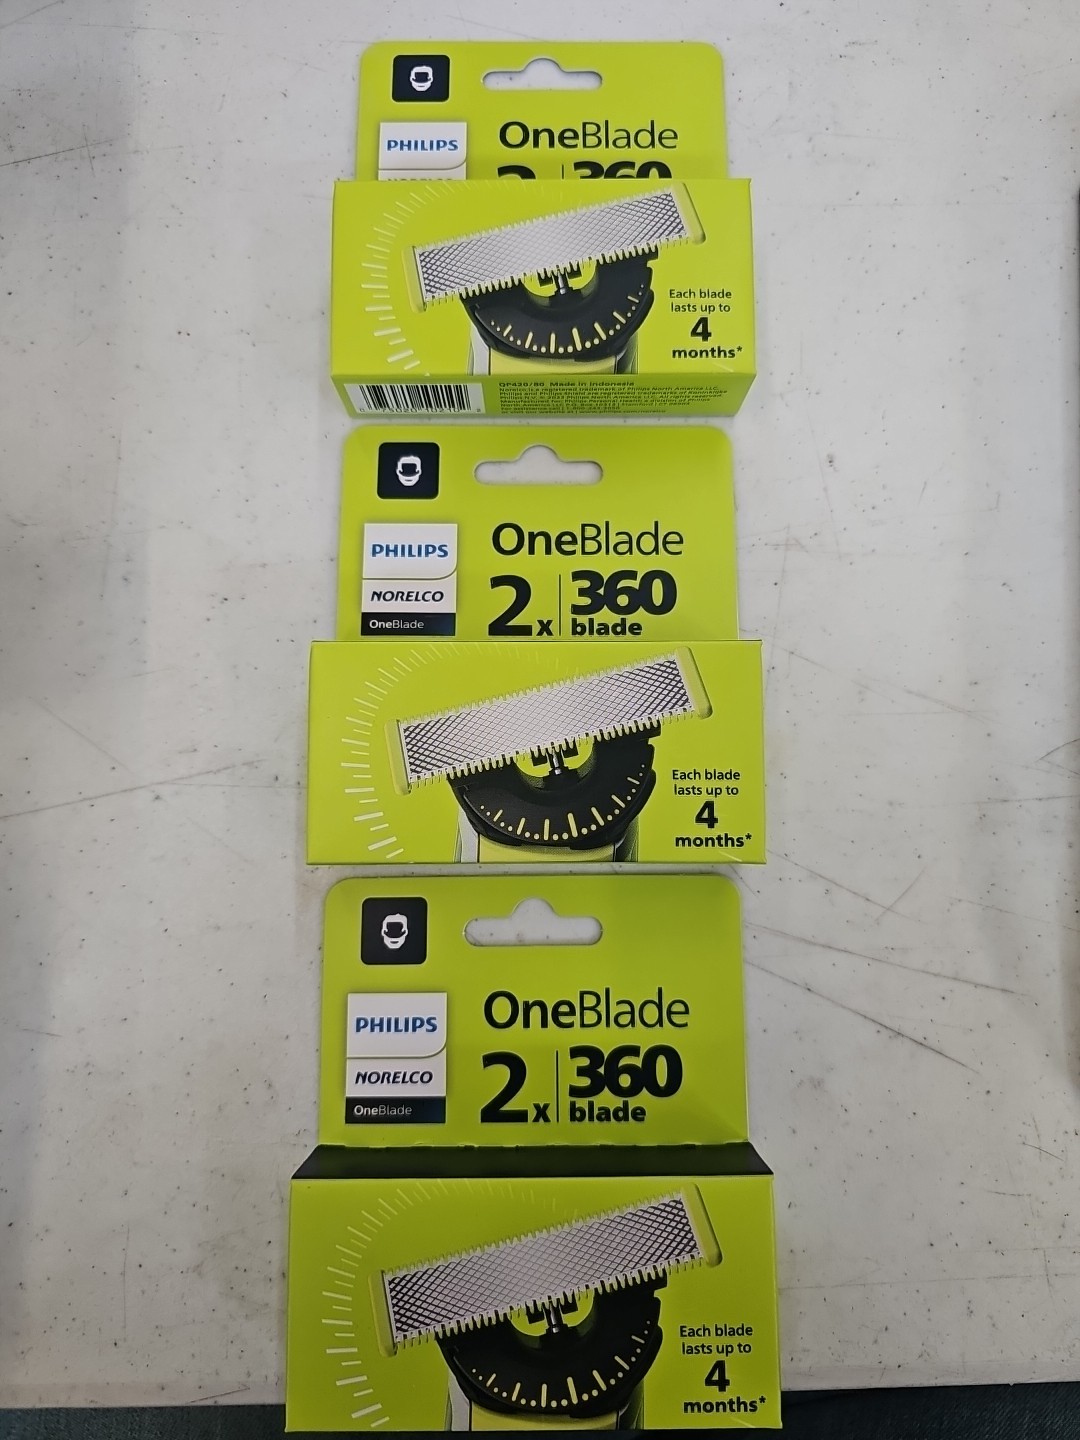 PHILIPS
OneBlade
360
Each blade
lasts up to
4
months*
QP420/80 Made in Indonesia
PHILIPS
NORELCO
OneBlade
OneBlade
2x 360
blade
Each blade
lasts up to
4
months*
PHILIPS
NORELCO
OneBlade
OneBlade
2x 360
blade
Each blade
lasts up to
4
months*